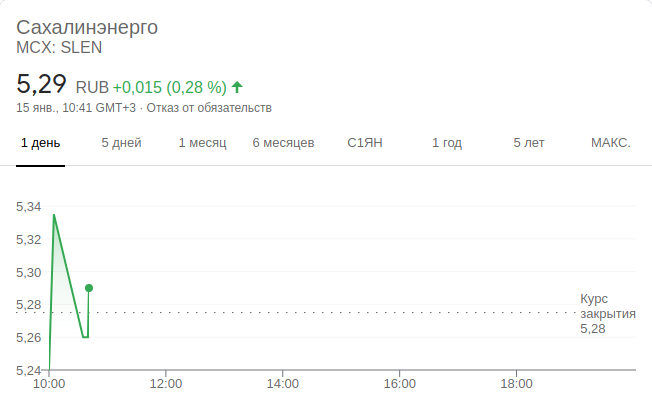 Сахалинэнерго
MCX: SLEN
5,29 RUB +0,015 (0,28 %)
15 янв., 10:41 GMT+3 · Отказ от обязательств
1 день 5 дней 1 месяц 6 месяцев С1ЯН 1 год 5 лет МАКС.
5,34
5,32
5,30
5,28
5,26
5,24
Курс
закрытия
5,28
10:00 12:00 14:00 16:00 18:00